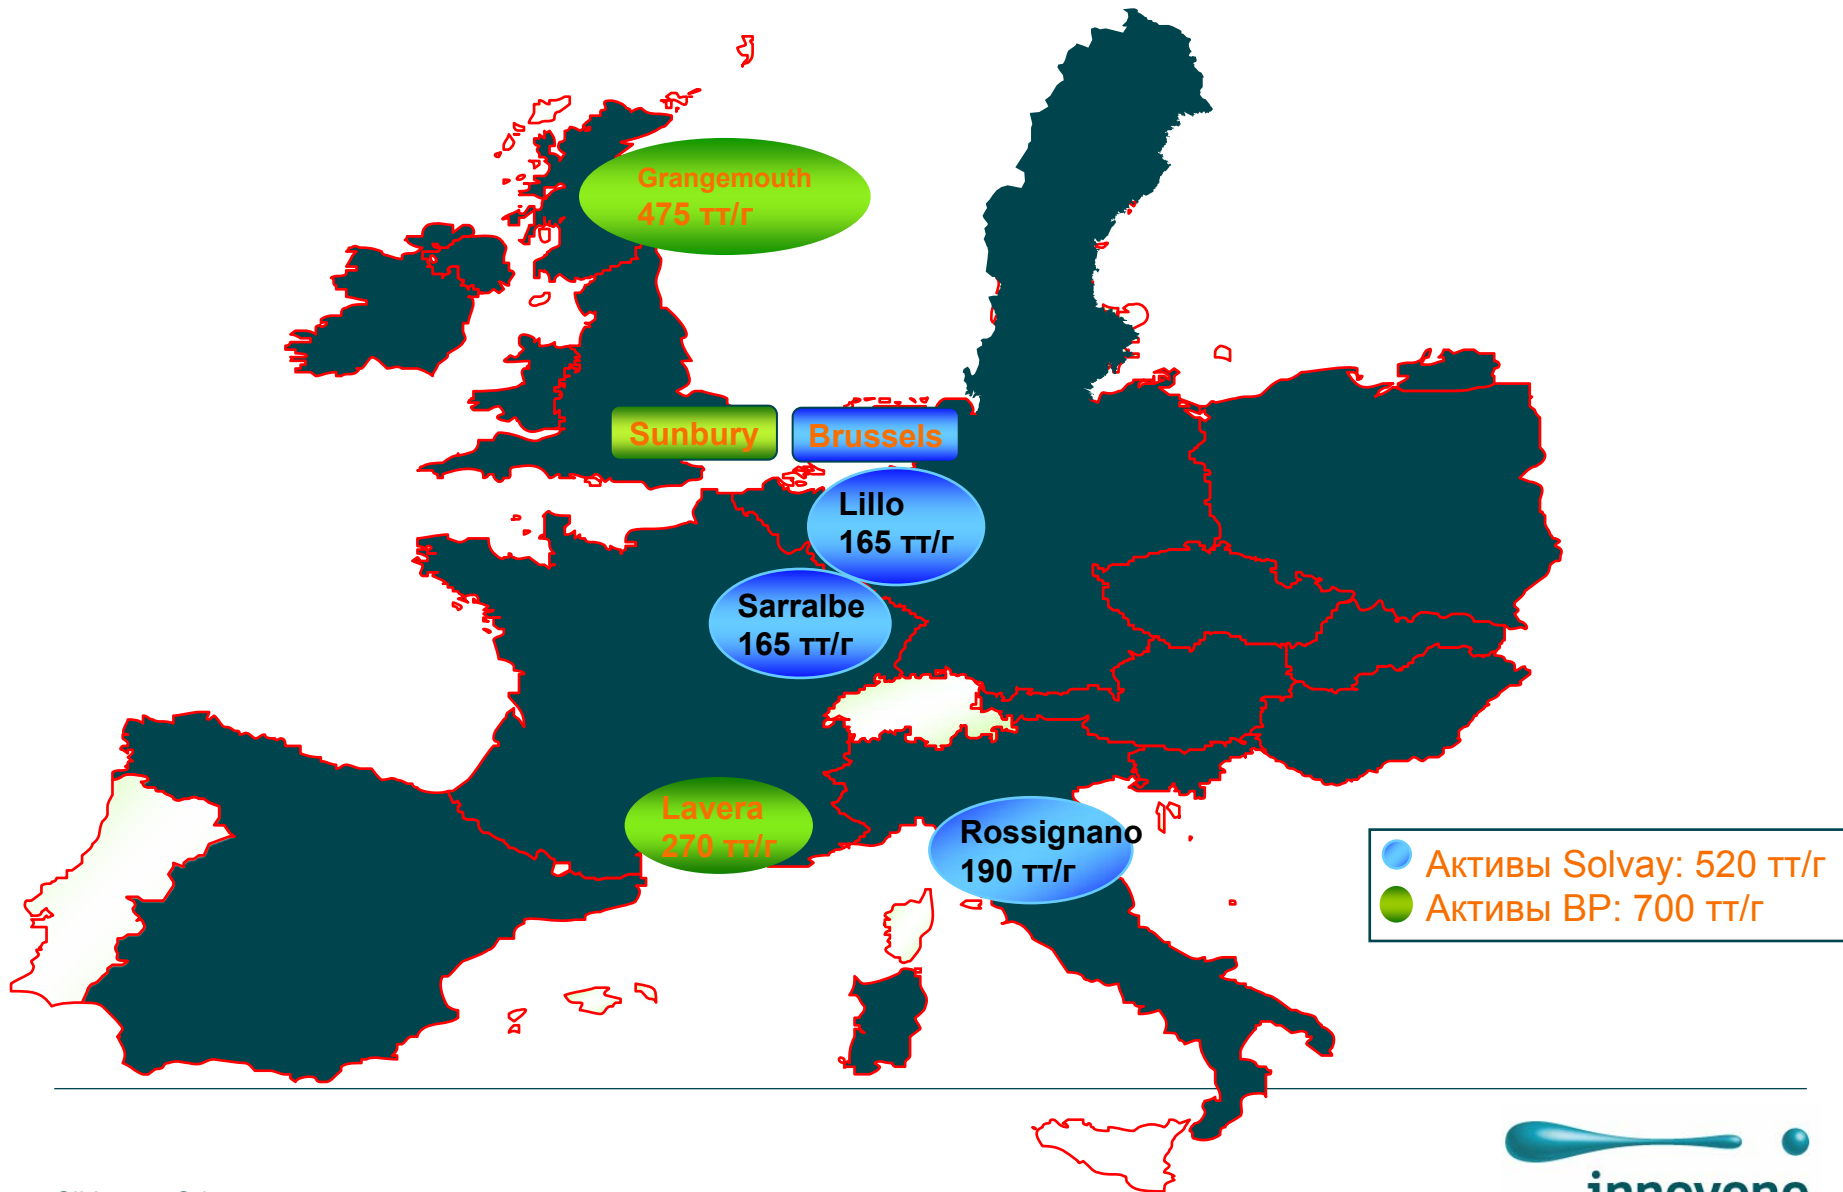 Grangemouth
475 тт/г
Sunbury
Brussels
Lillo
165 тт/г
Sarralbe
165 тт/г
Lavera
270 тт/г
Rossignano
190 тт/г
Активы Solvay: 520 тт/г
Активы BP: 700 тт/г
innovene